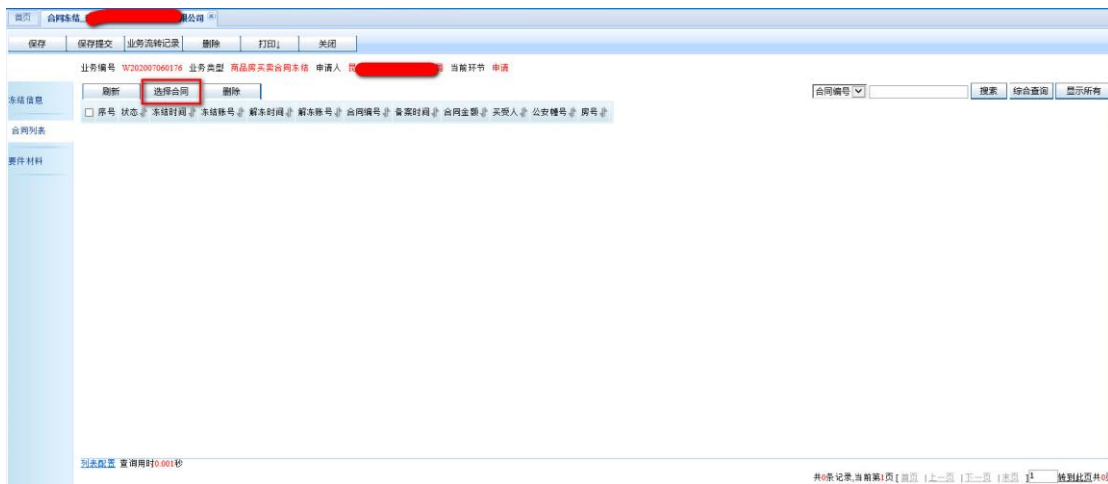 首页 合同冻结_ 限公司
保存 保存提交 业务流转记录 删除 打印↓ 关闭
业务编号 W202007060176 业务类型 商品房买卖合同冻结 申请人 昆 当前环节 申请
冻结信息
合同列表
要件材料
刷新 选择合同 删除 合同编号 搜索 综合查询 显示所有
序号 状态 冻结时间 冻结账号 解冻时间 解冻账号 合同编号 备案时间 合同金额 买受人 公安幢号 房号
列表配置 查询用时0.001秒
共0条记录,当前第1页 [ 首页 | 上一页 | 下一页 | 末页 ] 1 转到此页共0